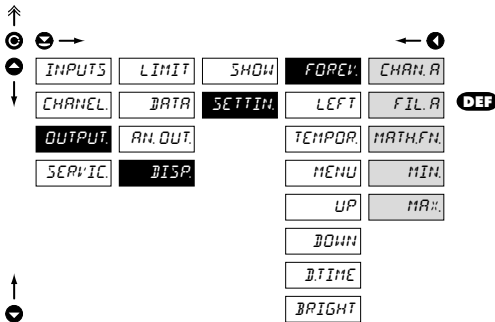 INPUTS LIMIT SHOW FOREV. CHAN. A
CHANEL. DATA SETTIN. LEFT FIL. A DEF
OUTPUT. AN. OUT. TEMPOR. MATH.FN.
SERVIC. DISP. MENU MIN.
UP MAX.
DOWN
D.TIME
BRIGHT